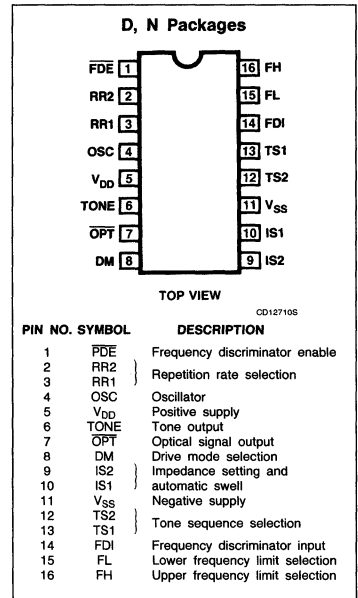 D, N Packages
FDE 1 16 FH
RR2 2 15 FL
RR1 3 14 FDI
OSC 4 13 TS1
VDD 5 12 TS2
TONE 6 11 VSS
OPT 7 10 IS1
DM 8 9 IS2
TOP VIEW
CD12710S
PIN NO. SYMBOL DESCRIPTION
1 PDE Frequency discriminator enable
2 RR2
Repetition rate selection
3 RR1
4 OSC Oscillator
5 VDD Positive supply
6 TONE Tone output
7 OPT Optical signal output
8 DM Drive mode selection
9 IS2 Impedance setting and
10 IS1 automatic swell
11 VSS Negative supply
12 TS2
Tone sequence selection
13 TS1
14 FDI Frequency discriminator input
15 FL Lower frequency limit selection
16 FH Upper frequency limit selection